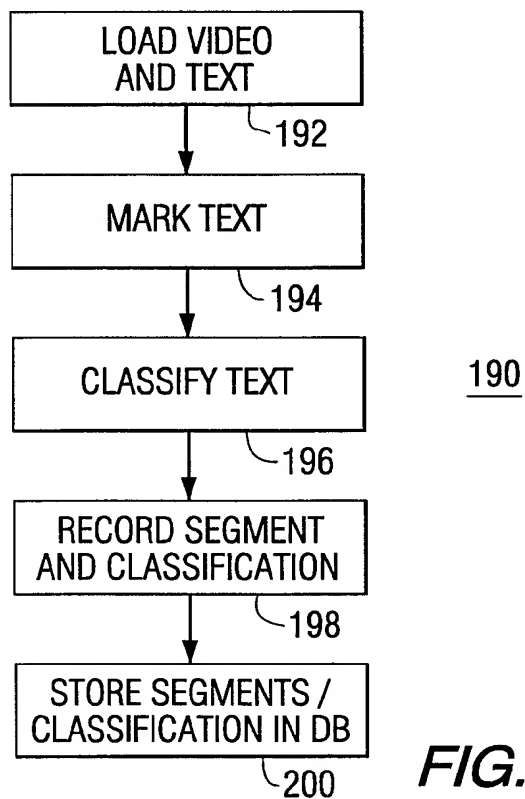 LOAD VIDEO
AND TEXT
192
MARK TEXT
194
CLASSIFY TEXT
190
196
RECORD SEGMENT
AND CLASSIFICATION
198
STORE SEGMENTS /
CLASSIFICATION IN DB
200
FIG.